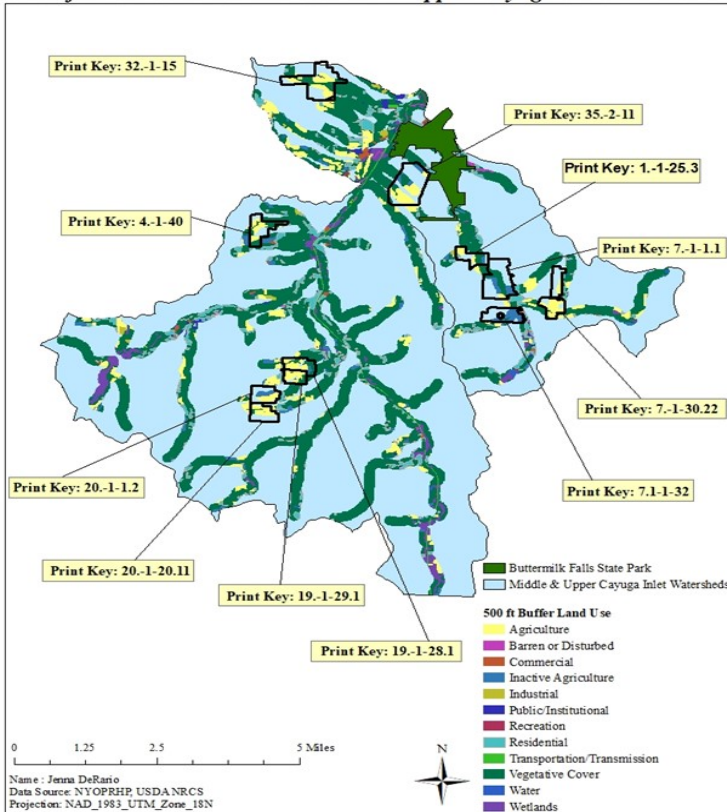 Print Key: 32.-1-15
Print Key: 35.-2-11
Print Key: 1.-1-25.3
Print Key: 4.-1-40
Print Key: 7.-1-1.1
Print Key: 7.-1-30.22
Print Key: 20.-1-1.2
Print Key: 7.1-1-32
Print Key: 20.-1-20.11
Print Key: 19.-1-29.1
Print Key: 19.-1-28.1
Buttermilk Falls State Park
Middle & Upper Cayuga Inlet Watersheds
500 ft Buffer Land Use
Agriculture
Barren or Disturbed
Commercial
Inactive Agriculture
Industrial
Public/Institutional
Recreation
Residential
Transportation/Transmission
Vegetative Cover
Water
Wetlands
0 1.25 2.5 5 Miles
N
Name : Jenna DeRario
Data Source: NYOPRHP, USDA NRCS
Projection: NAD_1983_UTM_Zone_18N